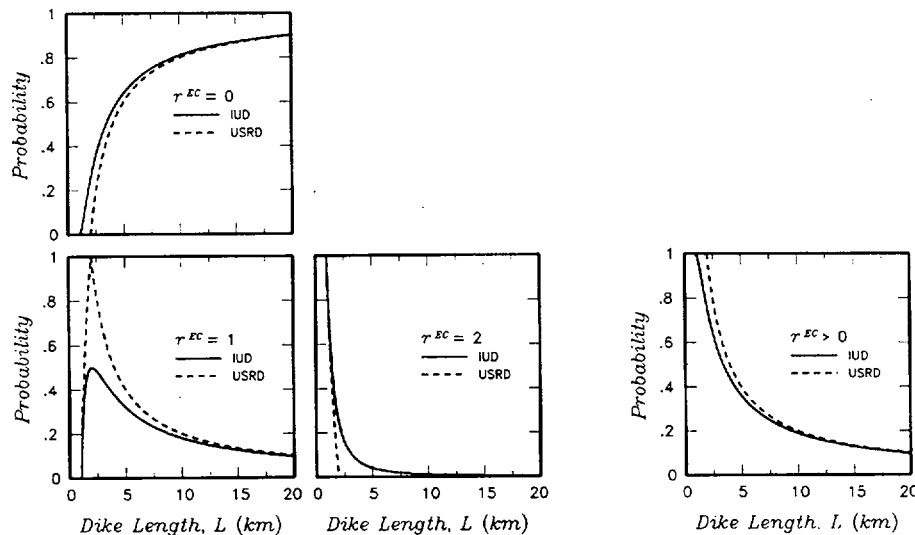 1
.8
.6
.4
.2
0
Probability
r^EC = 0
IUD
USRD
1
.8
.6
.4
.2
0
Probability
r^EC = 1
IUD
USRD
0 5 10 15 20
Dike Length, L (km)
r^EC = 2
IUD
USRD
0 5 10 15 20
Dike Length, L (km)
1
.8
.6
.4
.2
0
Probability
r^EC > 0
IUD
USRD
0 5 10 15 20
Dike Length, L (km)